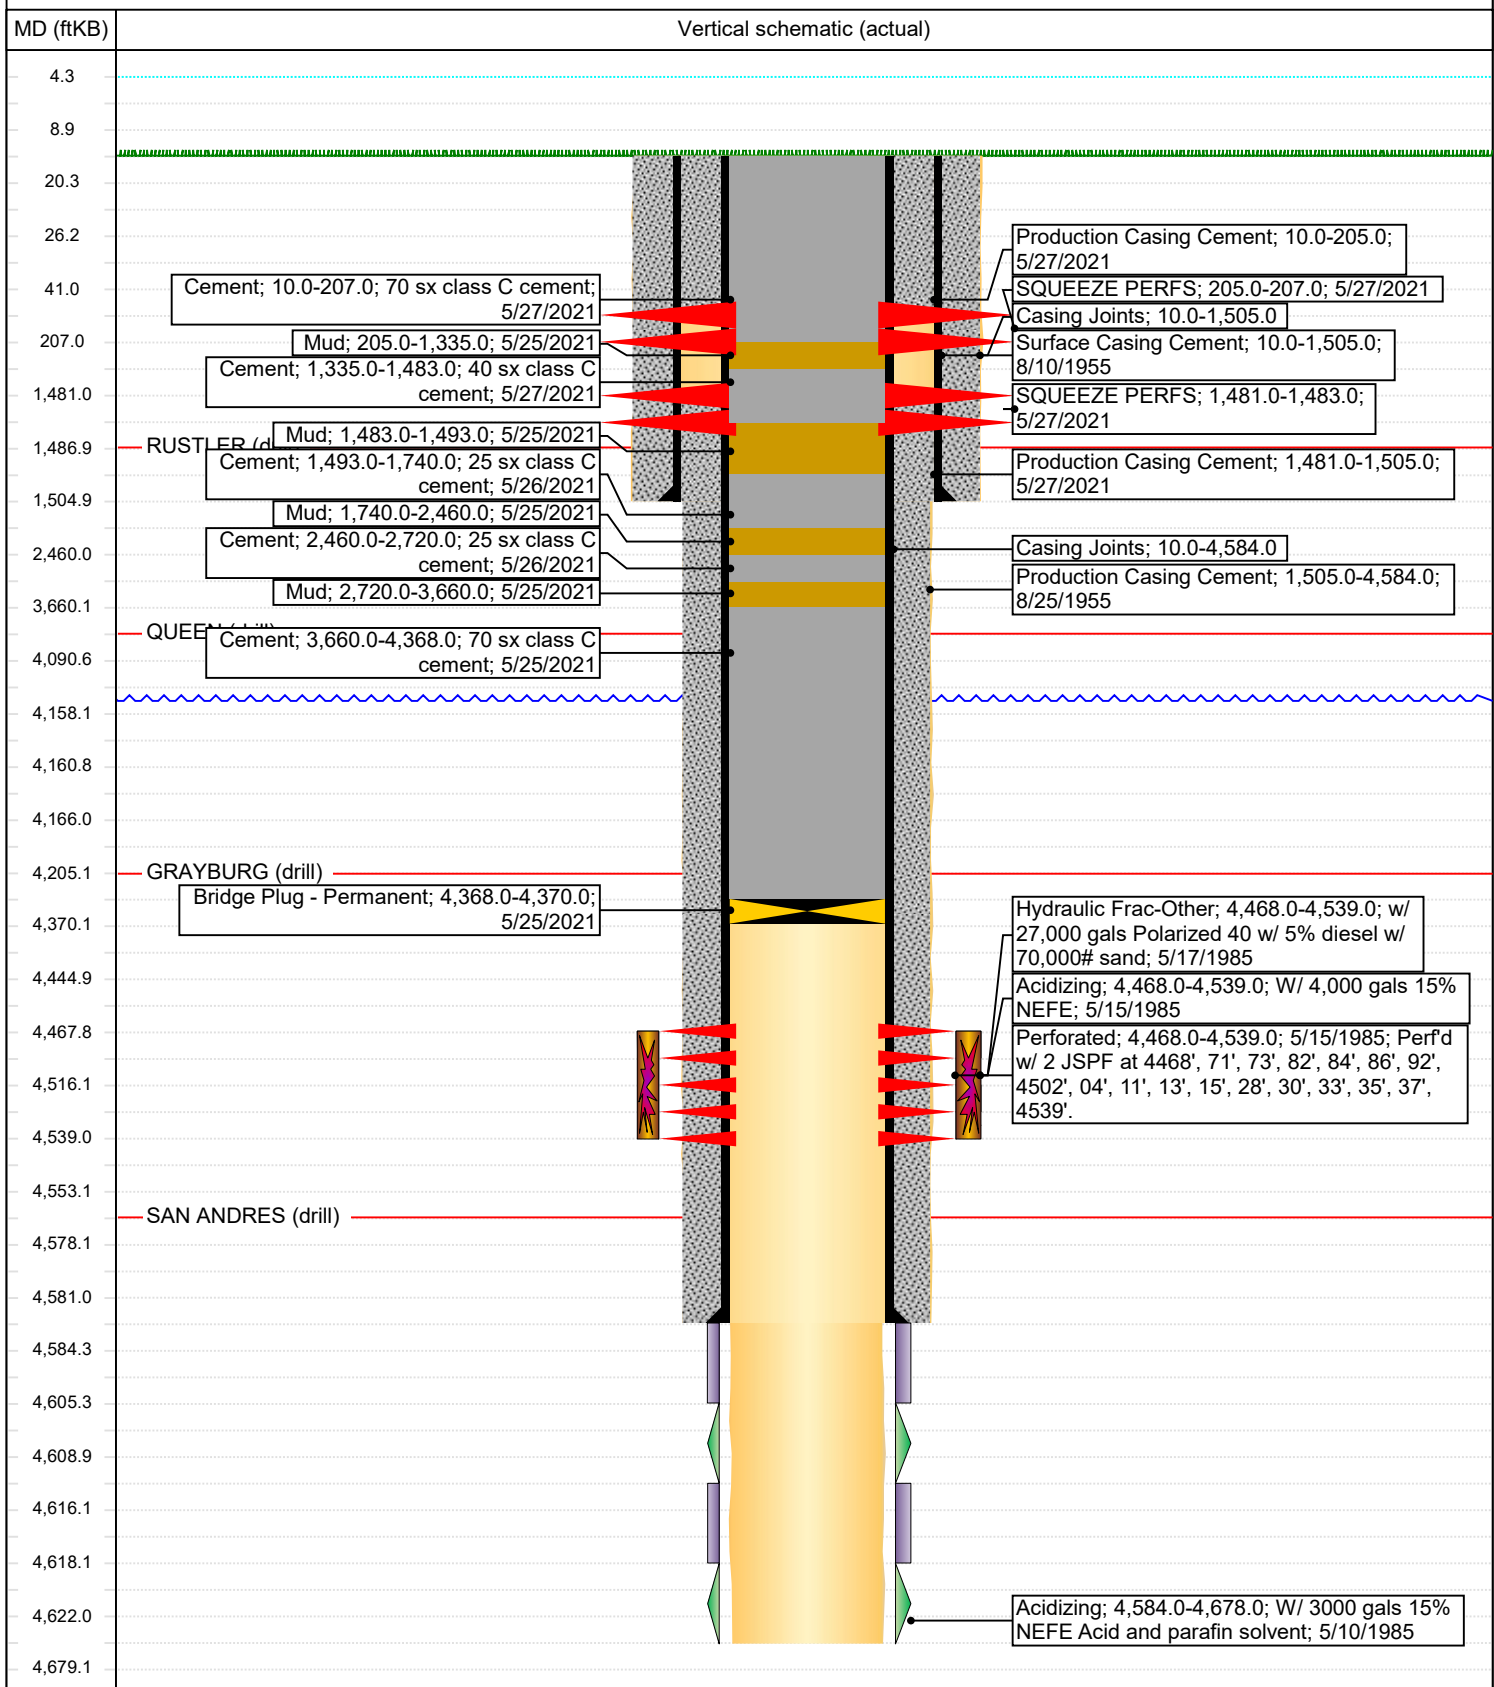 MD (ftKB)
Vertical schematic (actual)
4.3
8.9
20.3
26.2
41.0
207.0
1,481.0
1,486.9
1,504.9
2,460.0
3,660.1
4,090.6
4,158.1
4,160.8
4,166.0
4,205.1
4,370.1
4,444.9
4,467.8
4,516.1
4,539.0
4,553.1
4,578.1
4,581.0
4,584.3
4,605.3
4,608.9
4,616.1
4,618.1
4,622.0
4,679.1
Cement; 10.0-207.0; 70 sx class C cement;
5/27/2021
Mud; 205.0-1,335.0; 5/25/2021
Cement; 1,335.0-1,483.0; 40 sx class C
cement; 5/27/2021
RUSTLER (d
Mud; 1,483.0-1,493.0; 5/25/2021
Cement; 1,493.0-1,740.0; 25 sx class C
cement; 5/26/2021
Mud; 1,740.0-2,460.0; 5/25/2021
Cement; 2,460.0-2,720.0; 25 sx class C
cement; 5/26/2021
Mud; 2,720.0-3,660.0; 5/25/2021
QUEEN (drill)
Cement; 3,660.0-4,368.0; 70 sx class C
cement; 5/25/2021
GRAYBURG (drill)
Bridge Plug - Permanent; 4,368.0-4,370.0;
5/25/2021
SAN ANDRES (drill)
Production Casing Cement; 10.0-205.0;
5/27/2021
SQUEEZE PERFS; 205.0-207.0; 5/27/2021
Casing Joints; 10.0-1,505.0
Surface Casing Cement; 10.0-1,505.0;
8/10/1955
SQUEEZE PERFS; 1,481.0-1,483.0;
5/27/2021
Production Casing Cement; 1,481.0-1,505.0;
5/27/2021
Casing Joints; 10.0-4,584.0
Production Casing Cement; 1,505.0-4,584.0;
8/25/1955
Hydraulic Frac-Other; 4,468.0-4,539.0; w/
27,000 gals Polarized 40 w/ 5% diesel w/
70,000# sand; 5/17/1985
Acidizing; 4,468.0-4,539.0; W/ 4,000 gals 15%
NEFE; 5/15/1985
Perforated; 4,468.0-4,539.0; 5/15/1985; Perf'd
w/ 2 JSPF at 4468', 71', 73', 82', 84', 86', 92',
4502', 04', 11', 13', 15', 28', 30', 33', 35', 37',
4539'.
Acidizing; 4,584.0-4,678.0; W/ 3000 gals 15%
NEFE Acid and parafin solvent; 5/10/1985